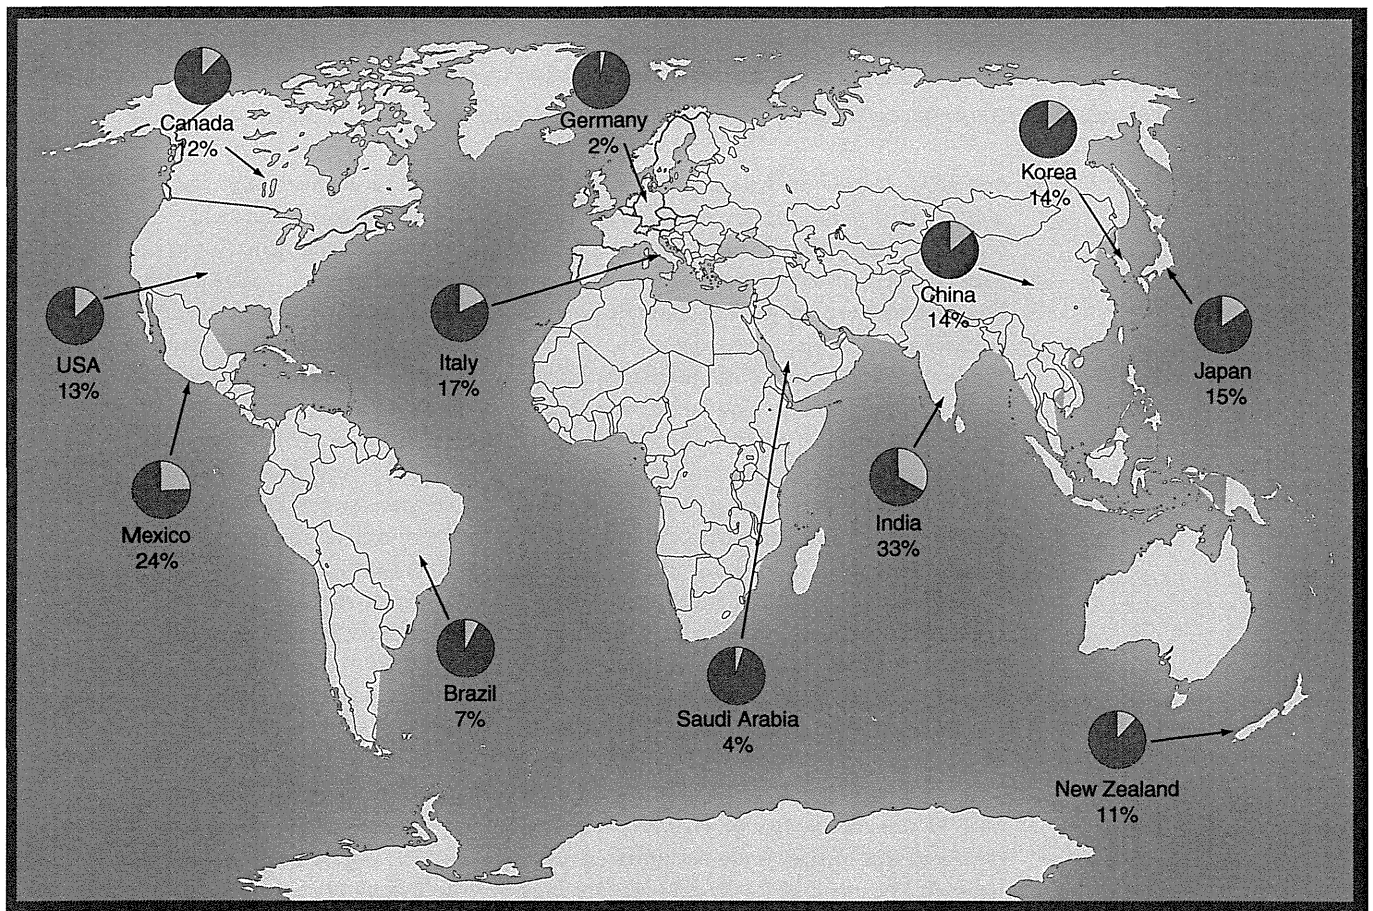 Canada
12%
Germany
2%
Korea
14%
China
14%
USA
13%
Italy
17%
Japan
15%
Mexico
24%
India
33%
Brazil
7%
Saudi Arabia
4%
New Zealand
11%